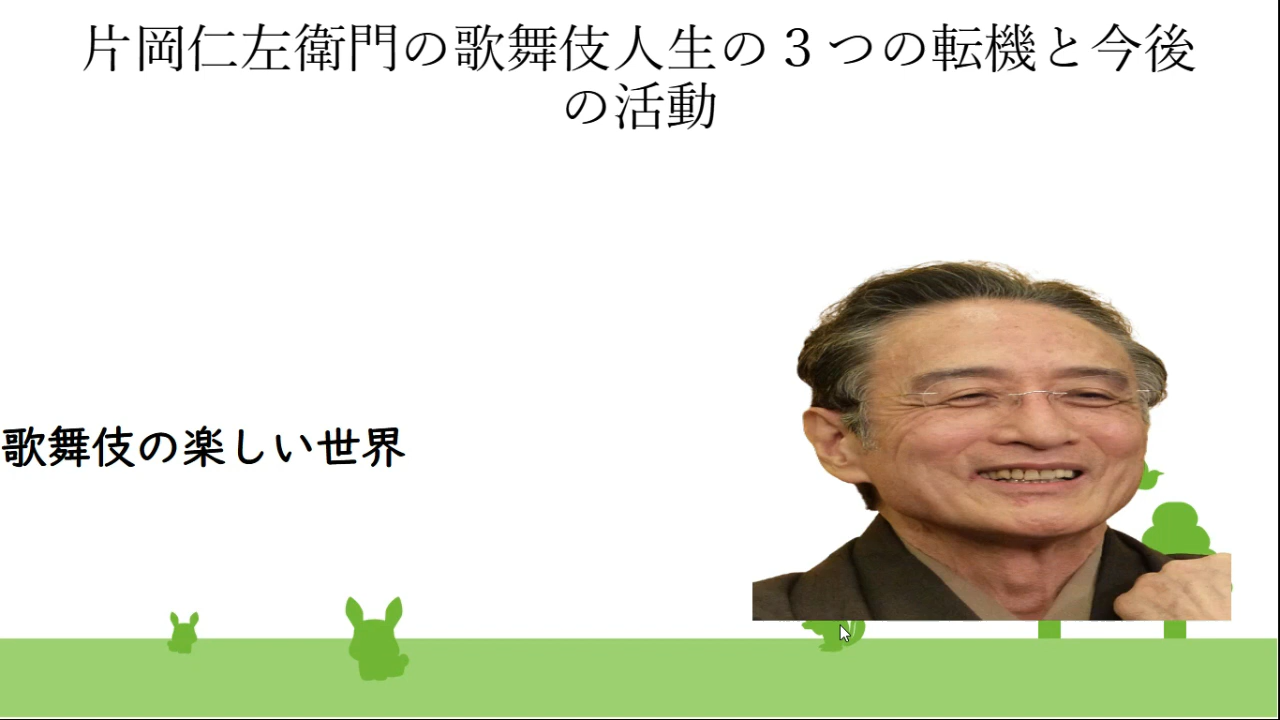 片岡仁左衛門の歌舞伎人生の３つの転機と今後
の活動
歌舞伎の楽しい世界